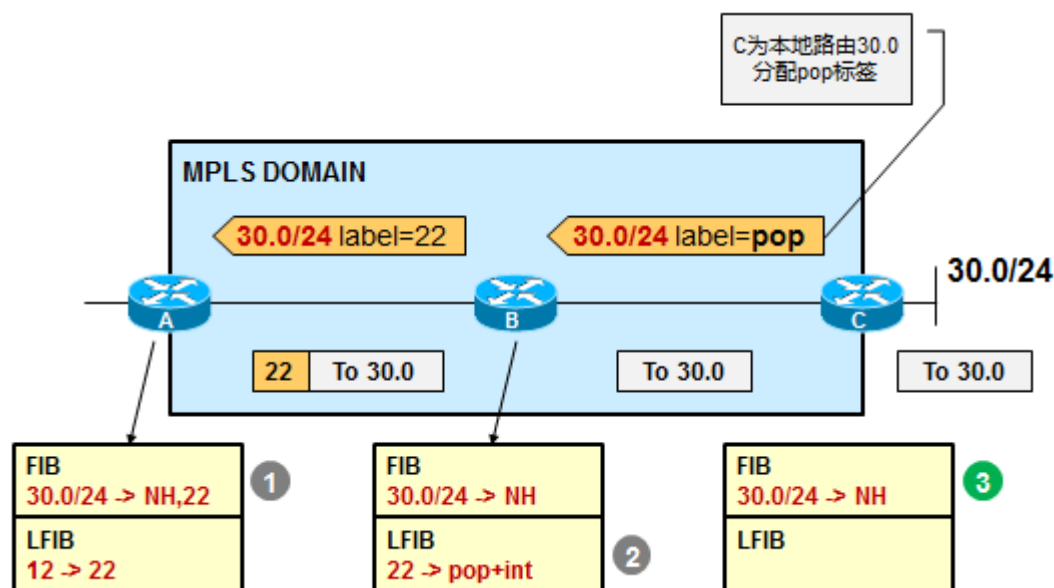 C为本地路由30.0
分配pop标签
MPLS DOMAIN
30.0/24 label=22
30.0/24 label=pop
30.0/24
A
B
C
22 To 30.0
To 30.0
To 30.0
FIB
30.0/24 -> NH,22
1
LFIB
12 -> 22
FIB
30.0/24 -> NH
LFIB
22 -> pop+int
2
FIB
30.0/24 -> NH
3
LFIB